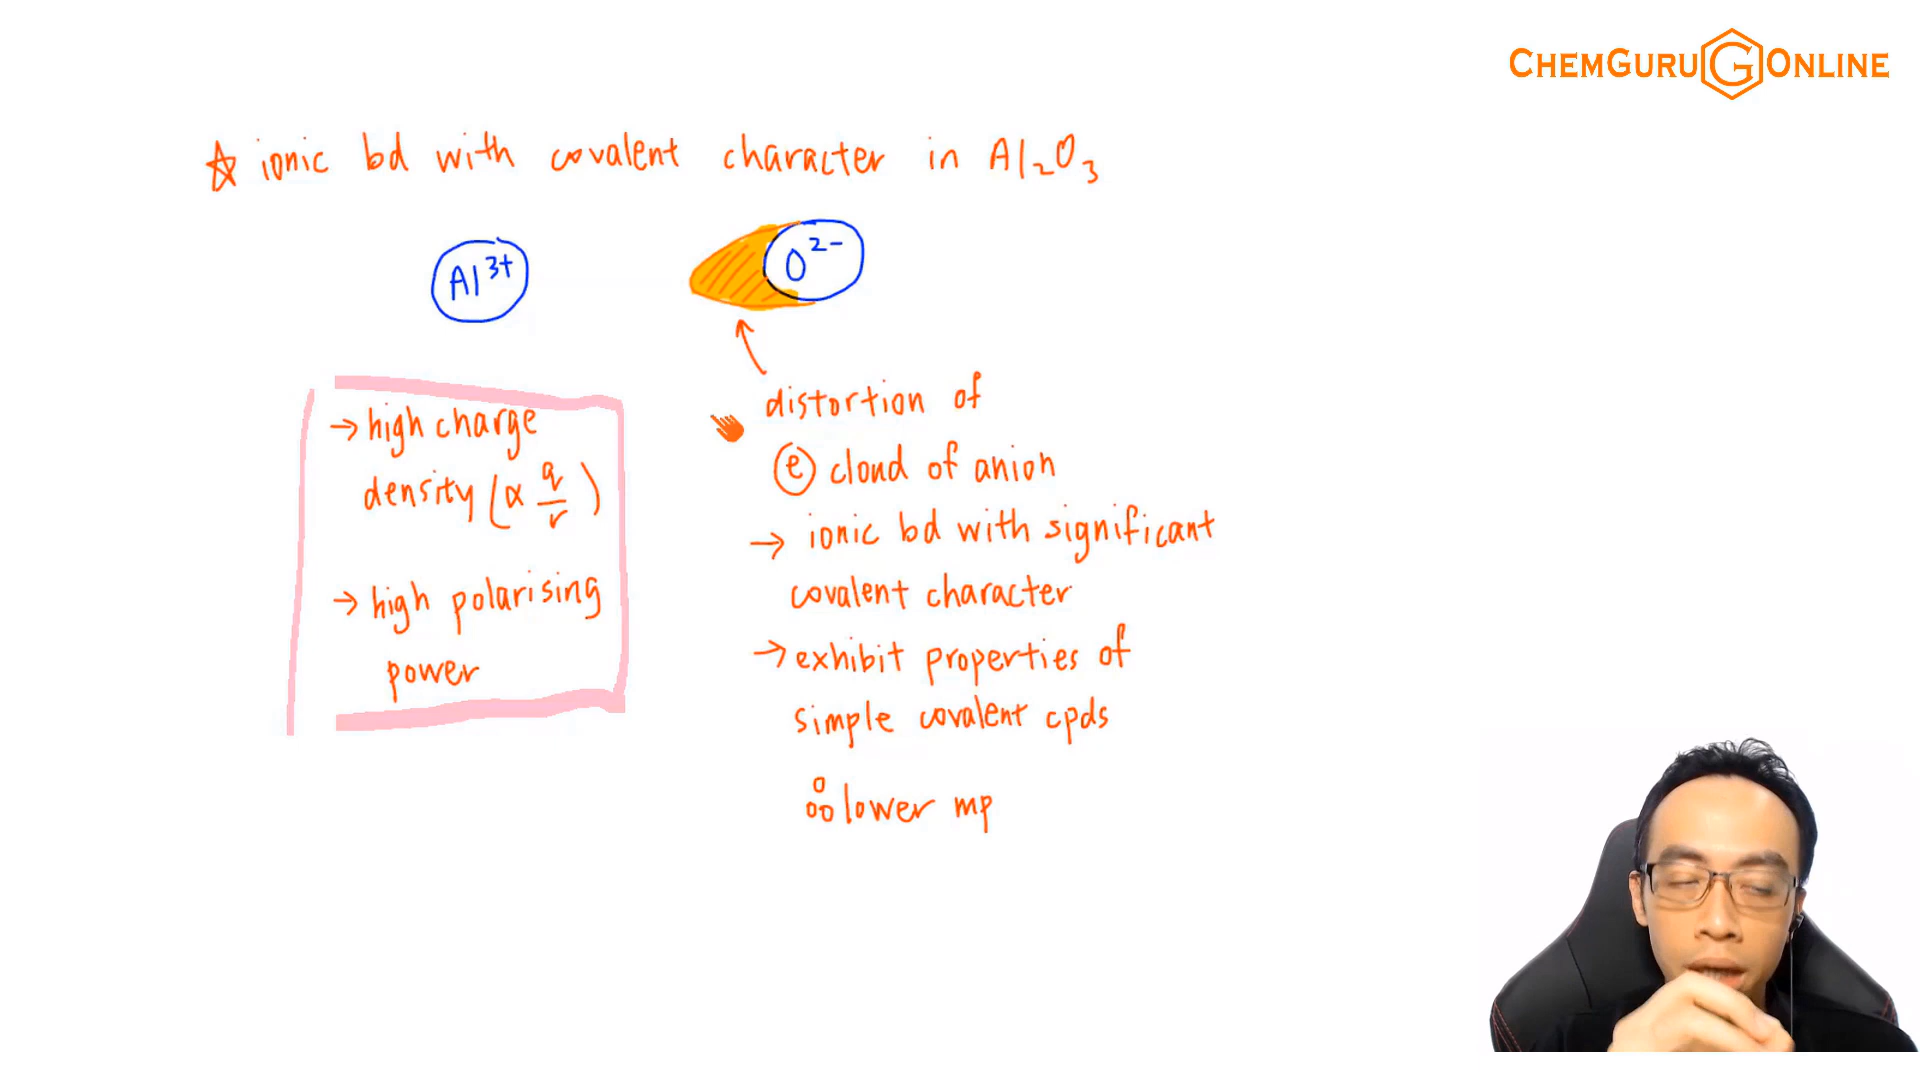 CHEMGURU G ONLINE
☆ ionic bd with covalent character in Al₂O₃
Al³⁺
O²⁻
→ high charge
density (α q/r)
→ high polarising
power
distortion of
ⓔ cloud of anion
→ ionic bd with significant
covalent character
→ exhibit properties of
simple covalent cpds
∴ lower mp